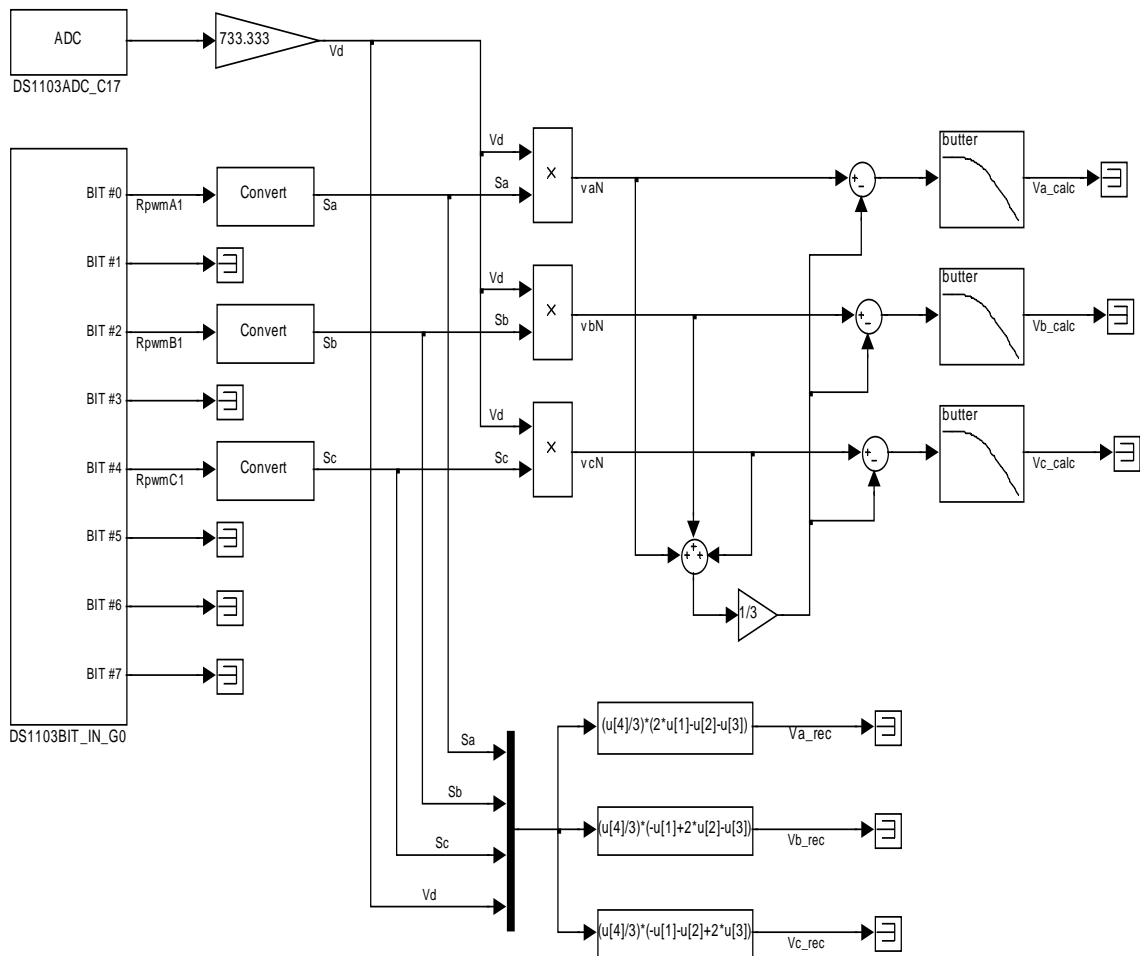 ADC
733.333
Vd
DS1103ADC_C17
BIT #0
RpwmA1
Convert
Sa
Vd
Sa
X
vaN
+
-
butter
Va_calc
BIT #1
BIT #2
RpwmB1
Convert
Sb
Vd
Sb
X
vbN
+
-
butter
Vb_calc
BIT #3
BIT #4
RpwmC1
Convert
Sc
Vd
Sc
X
vcN
+
-
butter
Vc_calc
BIT #5
+
+
+
BIT #6
1/3
BIT #7
DS1103BIT_IN_G0
Sa
Sb
Sc
Vd
(u[4]/3)*(2*u[1]-u[2]-u[3])
Va_rec
(u[4]/3)*(-u[1]+2*u[2]-u[3])
Vb_rec
(u[4]/3)*(-u[1]-u[2]+2*u[3])
Vc_rec